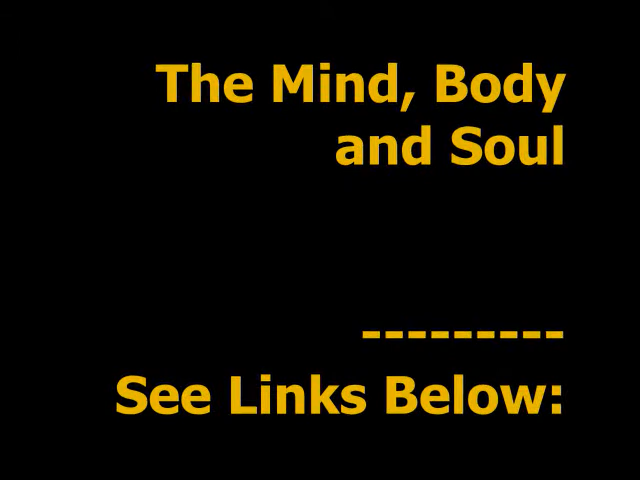 The Mind, Body
and Soul
---------
See Links Below: